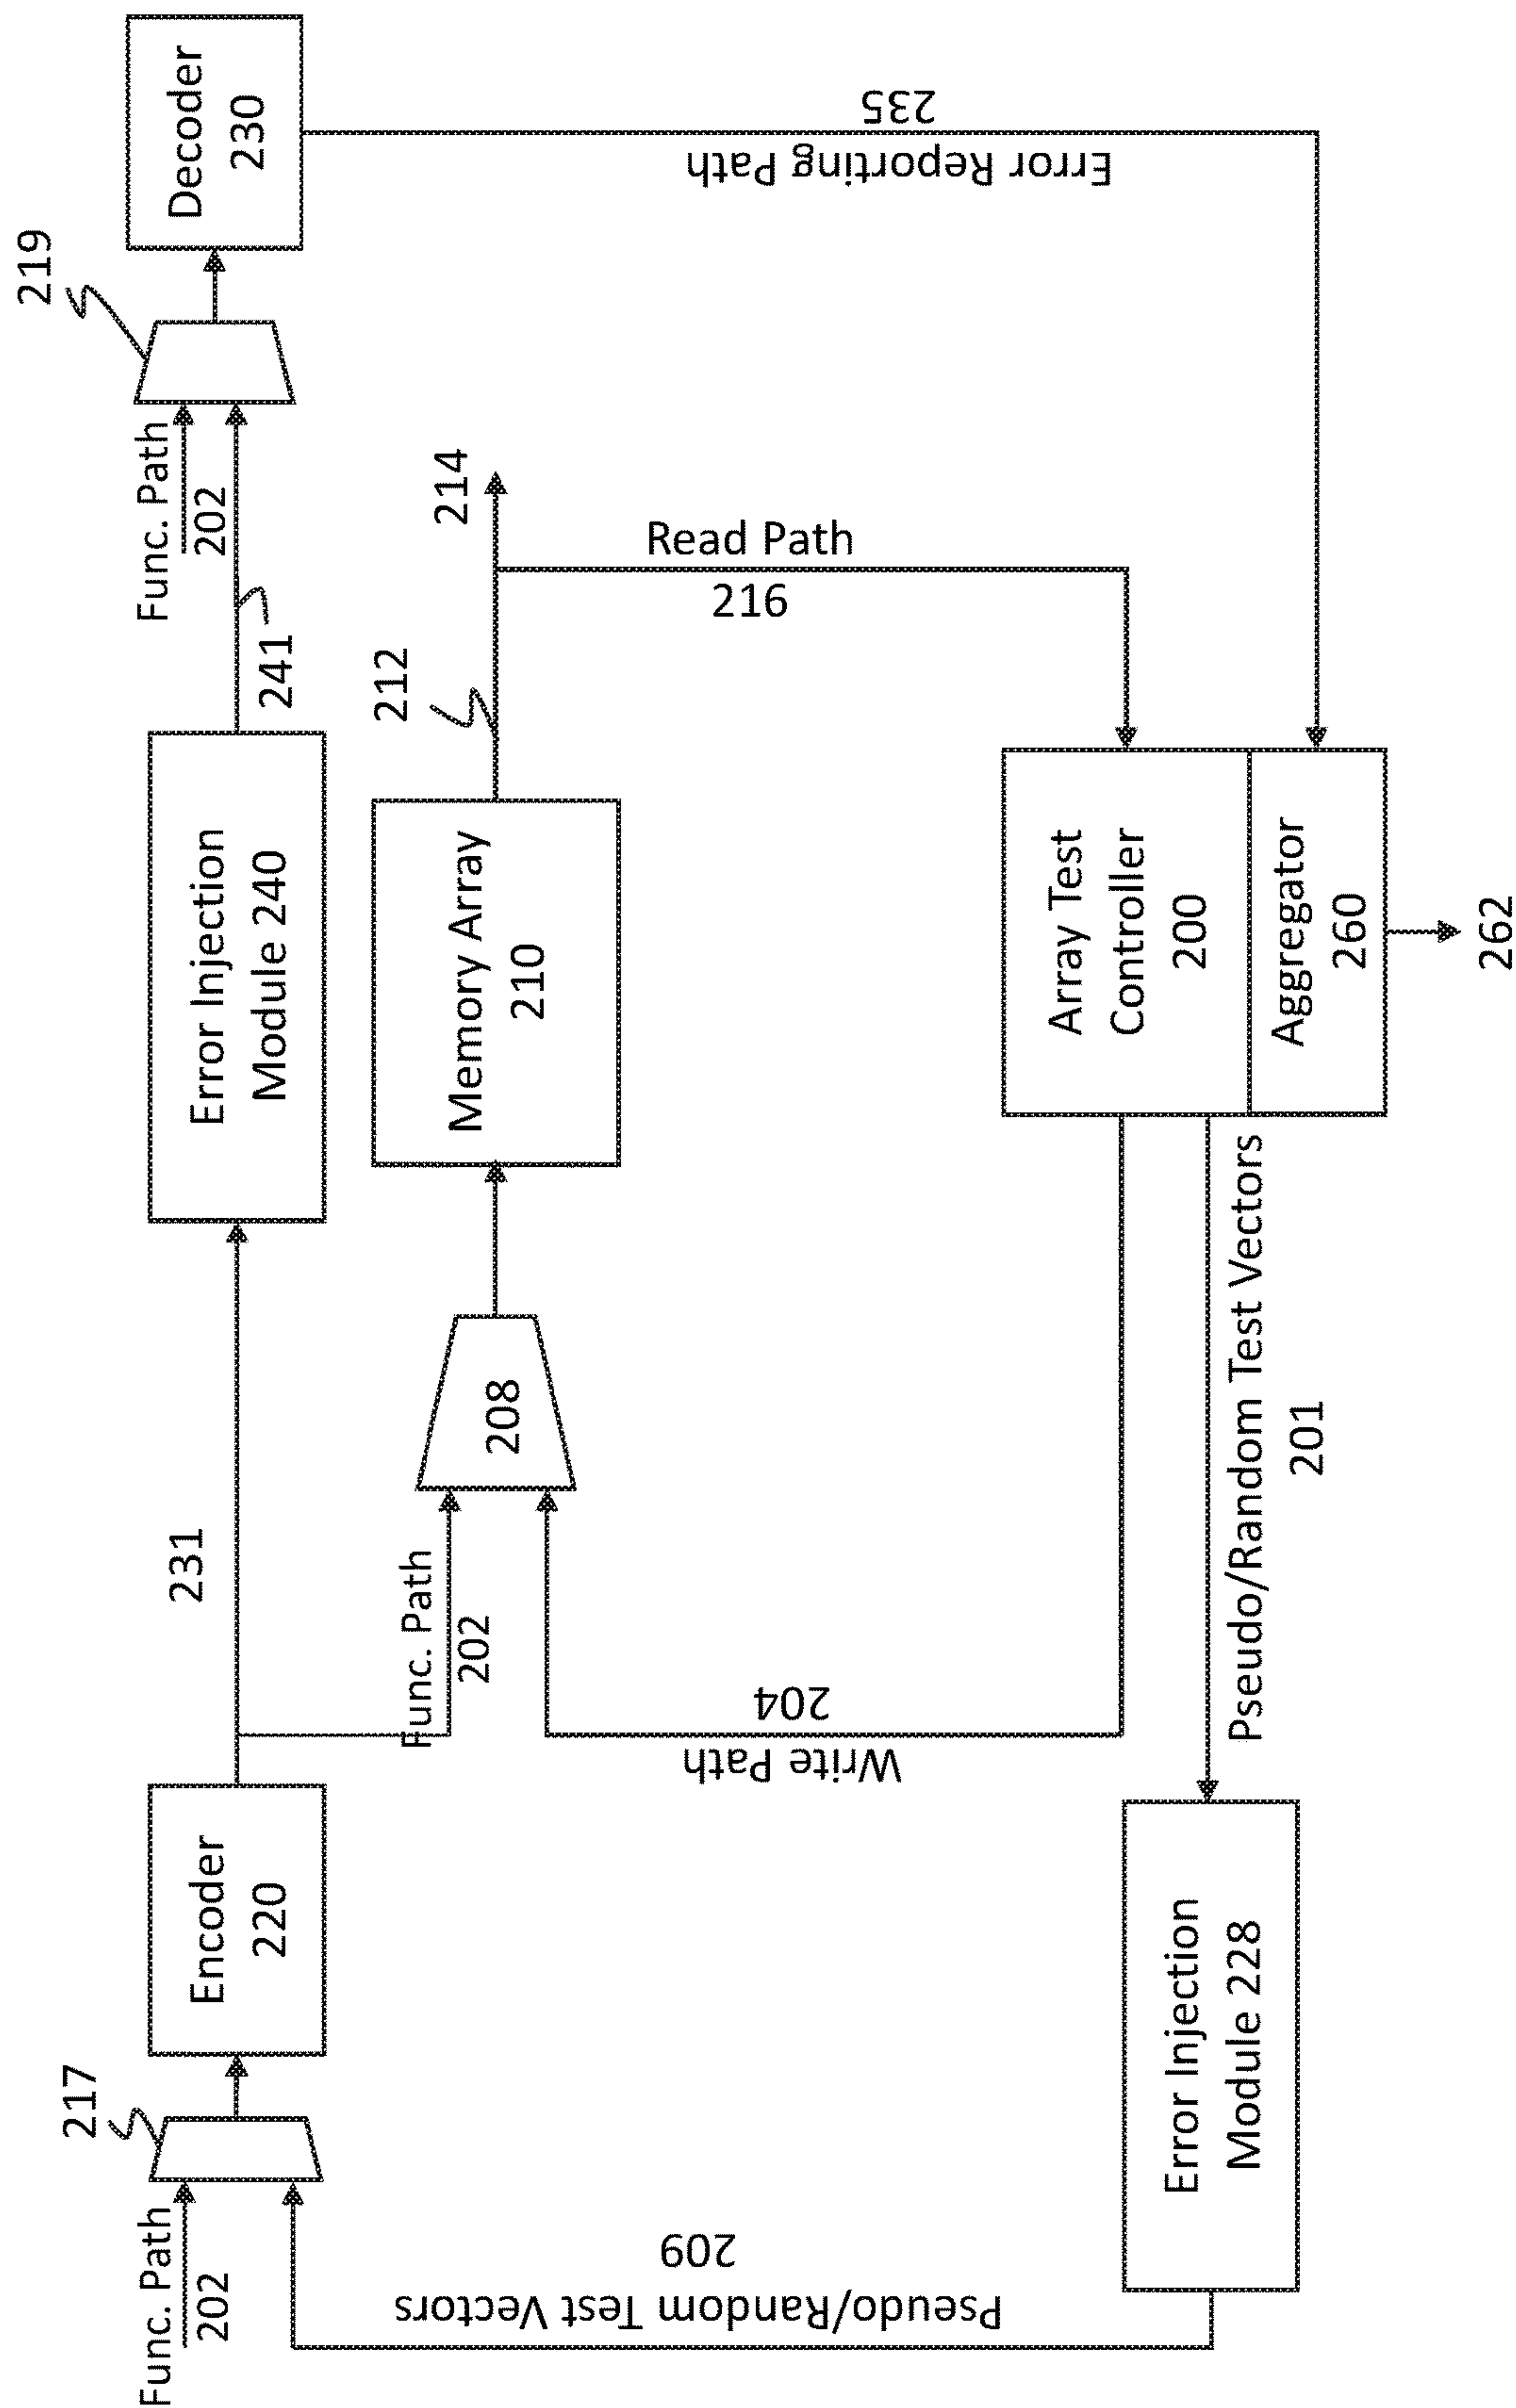 Func. Path
202
217
Encoder
220
231
Error Injection
Module 240
241
Func. Path
202
219
Decoder
230
Func. Path
202
208
Memory Array
210
212
214
Read Path
216
Write Path
204
Error Reporting Path
235
Pseudo/Random Test Vectors
209
Error Injection
Module 228
Pseudo/Random Test Vectors
201
Array Test
Controller
200
Aggregator
260
262